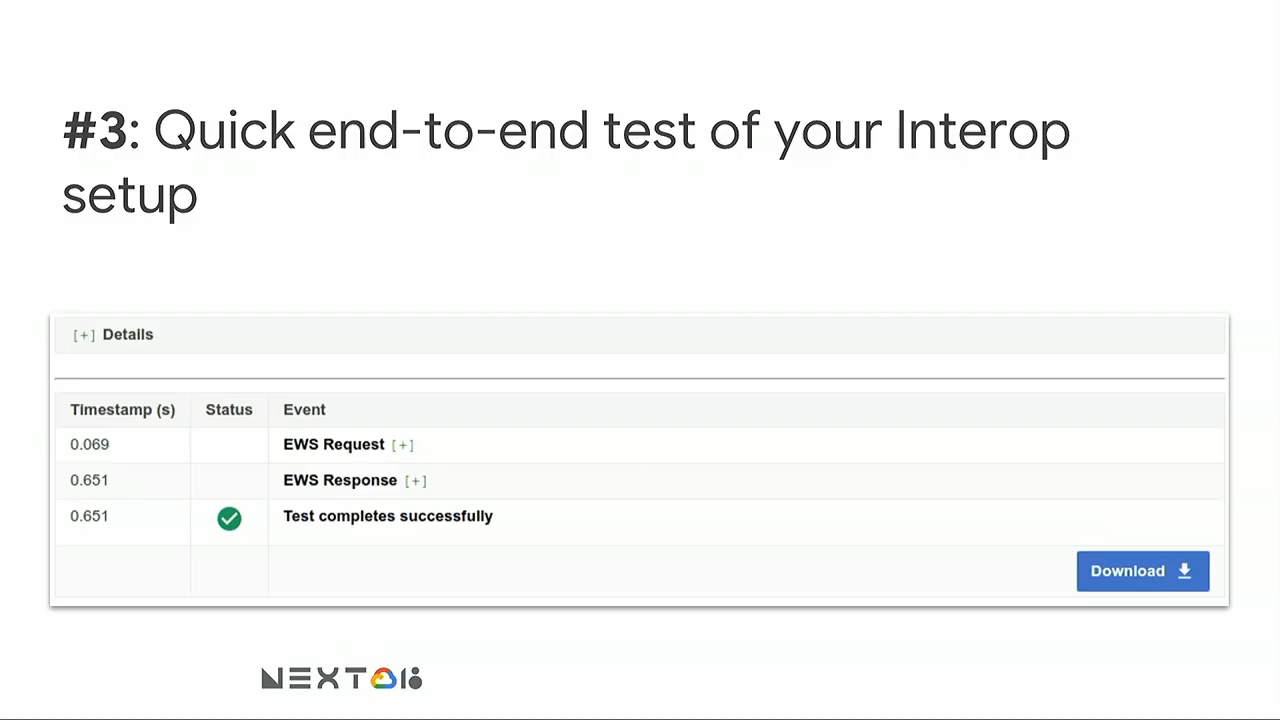 #3: Quick end-to-end test of your Interop
setup
[+] Details
Timestamp (s) Status Event
0.069 EWS Request [+]
0.651 EWS Response [+]
0.651 Test completes successfully
Download
NEXT 18